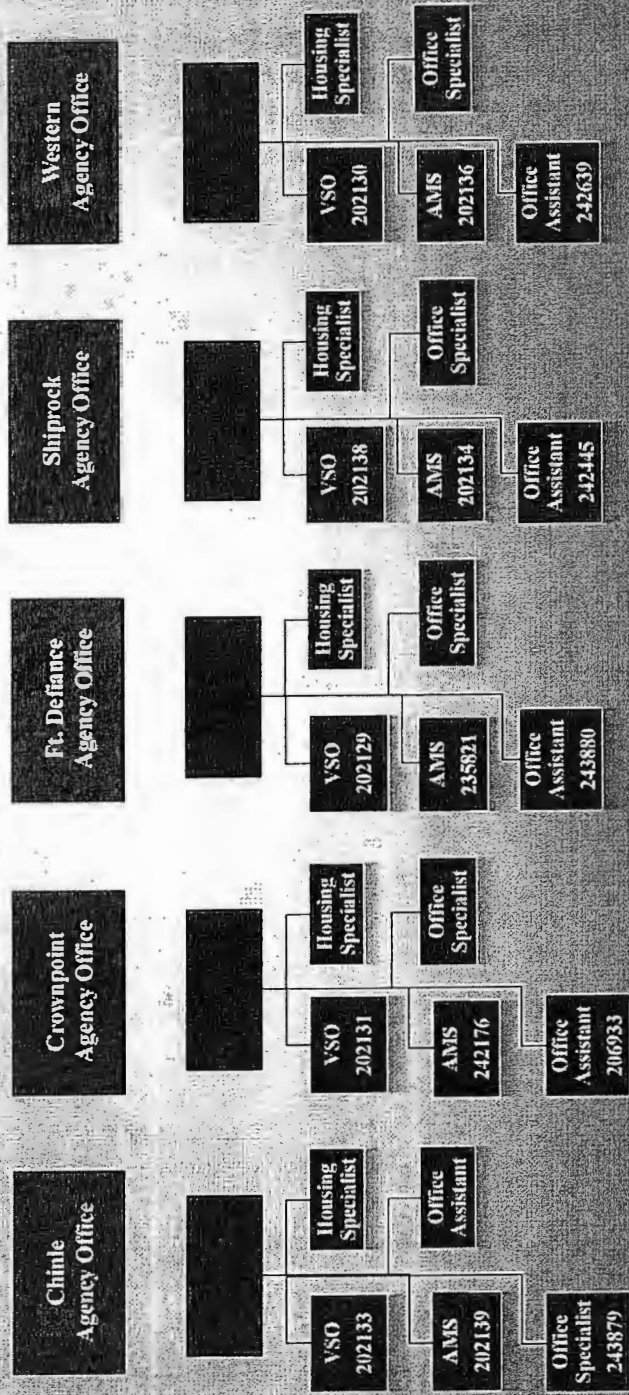 Chinle
Agency Office
VSO
202133
Housing
Specialist
AMS
202139
Office
Assistant
Office
Specialist
243879
Crownpoint
Agency Office
VSO
202131
Housing
Specialist
AMS
242176
Office
Specialist
Office
Assistant
206933
Ft. Defiance
Agency Office
VSO
202129
Housing
Specialist
AMS
235821
Office
Specialist
Office
Assistant
243880
Shiprock
Agency Office
VSO
202138
Housing
Specialist
AMS
202134
Office
Specialist
Office
Assistant
242445
Western
Agency Office
VSO
202130
Housing
Specialist
AMS
202136
Office
Specialist
Office
Assistant
242639